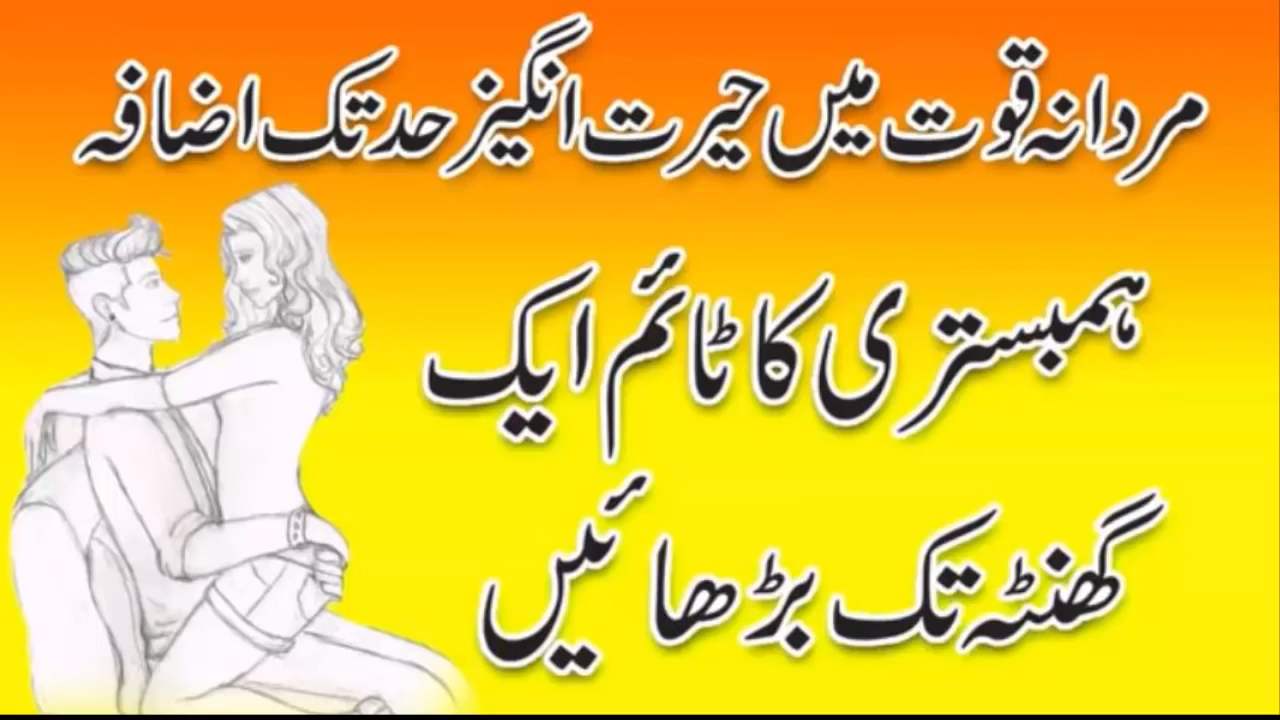 مردانہ قوت میں حیرت انگیز حد تک اضافہ
ہمبستری کا ٹائم ایک
گھنٹہ تک بڑھائیں